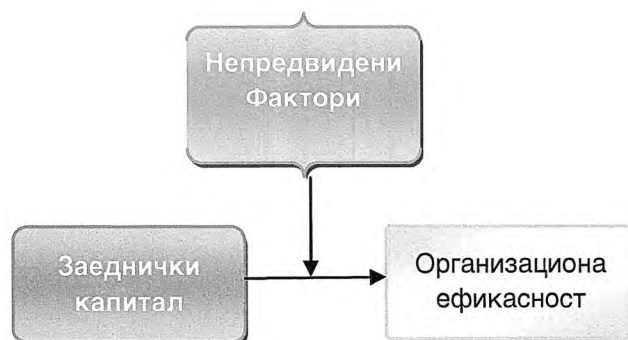 Непредвидени
Фактори
Заеднички
капитал
Организациона
ефикасност